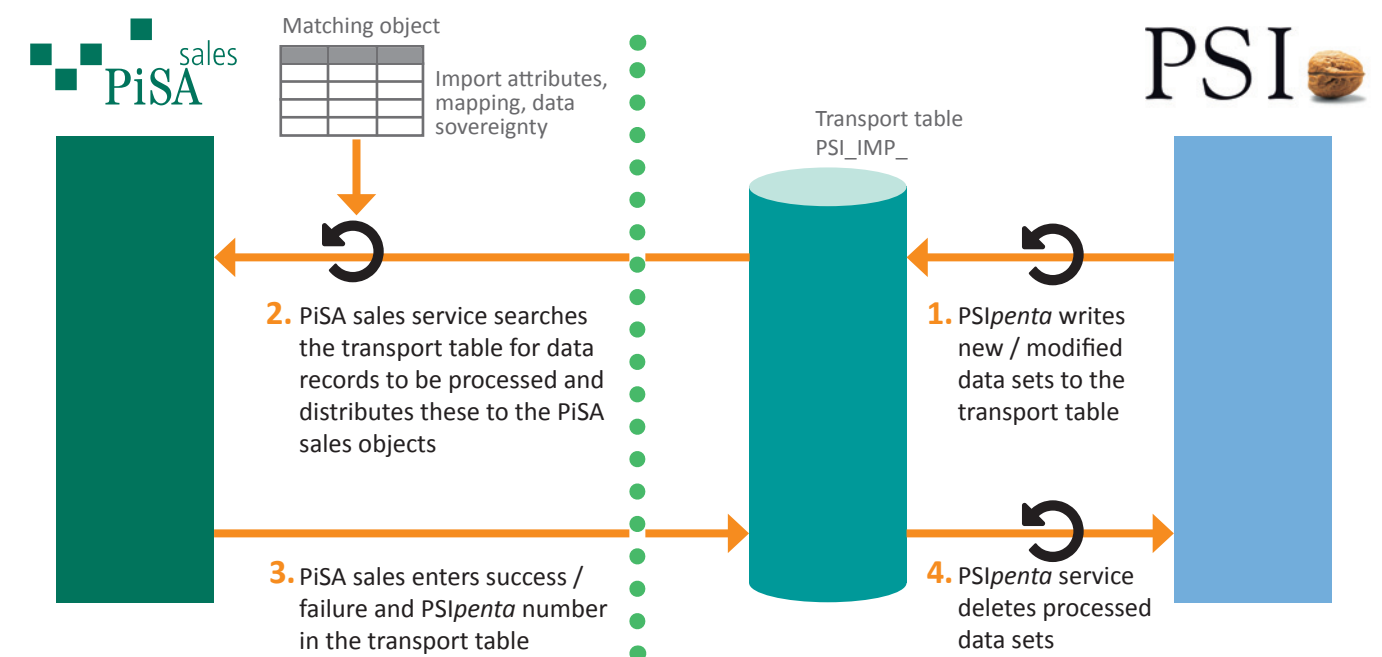 sales
PiSA
Matching object
Import attributes,
mapping, data
sovereignty
Transport table
PSI_IMP_
PSI
1. PSIpenta writes
new / modified
data sets to the
transport table
2. PiSA sales service searches
the transport table for data
records to be processed and
distributes these to the PiSA
sales objects
3. PiSA sales enters success /
failure and PSIpenta number
in the transport table
4. PSIpenta service
deletes processed
data sets